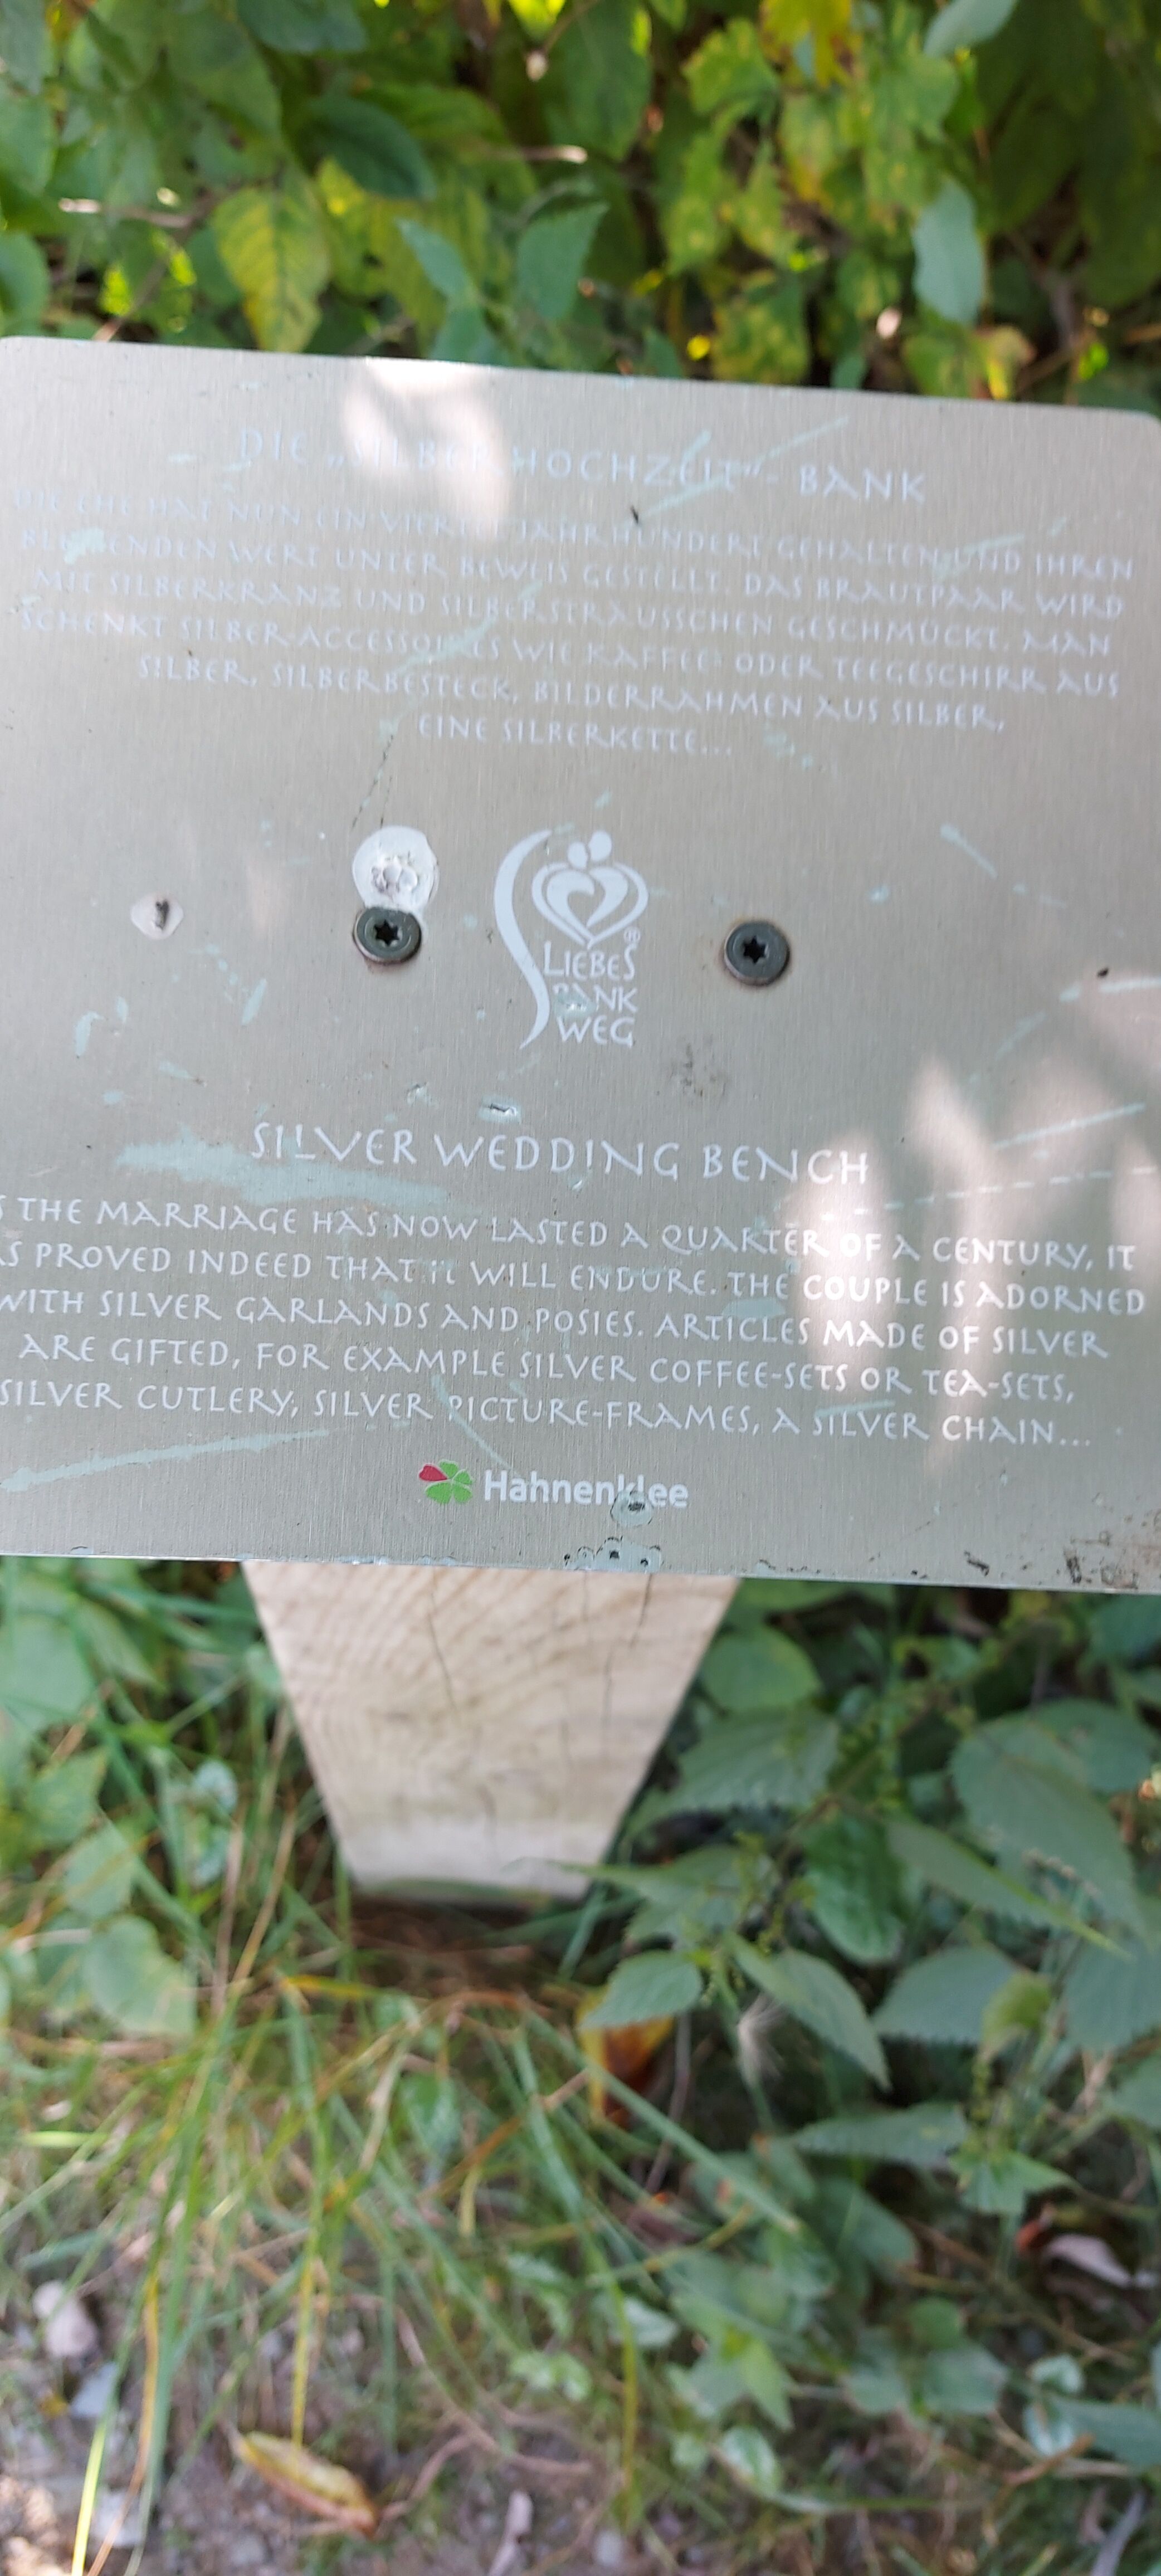 DIE „SILBERHOCHZEIT"- BANK
DIE EHE HAT NUN EIN VIERTEL JAHRHUNDERT GEHALTEN UND IHREN
BLEIBENDEN WERT UNTER BEWEIS GESTELLT. DAS BRAUTPAAR WIRD
MIT SILBERKRANZ UND SILBERSTRÄUSSCHEN GESCHMÜCKT. MAN
SCHENKT SILBER-ACCESSOIRES WIE KAFFEE- ODER TEEGESCHIRR AUS
SILBER, SILBERBESTECK, BILDERRAHMEN AUS SILBER,
EINE SILBERKETTE...
LIEBES
BANK
WEG
SILVER WEDDING BENCH
S THE MARRIAGE HAS NOW LASTED A QUARTER OF A CENTURY, IT
AS PROVED INDEED THAT IT WILL ENDURE. THE COUPLE IS ADORNED
WITH SILVER GARLANDS AND POSIES. ARTICLES MADE OF SILVER
ARE GIFTED, FOR EXAMPLE SILVER COFFEE-SETS OR TEA-SETS,
SILVER CUTLERY, SILVER PICTURE-FRAMES, A SILVER CHAIN...
Hahnenklee